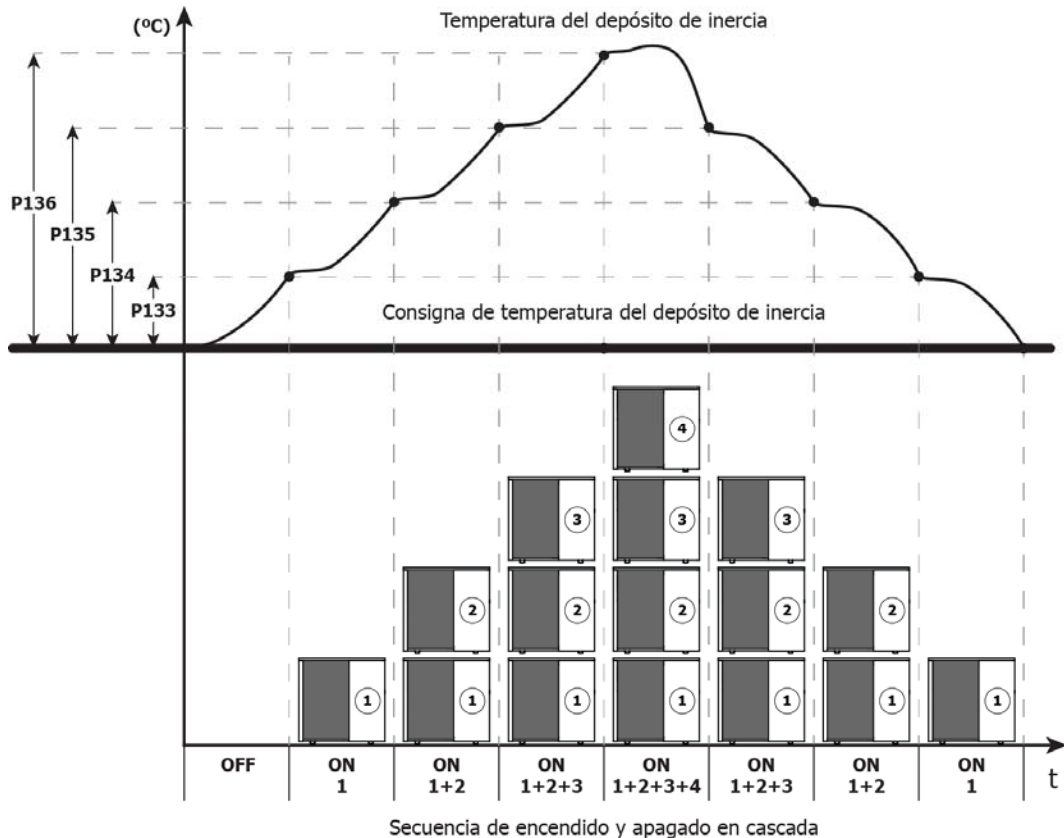 (ºC)
Temperatura del depósito de inercia
P136
P135
P134
P133
Consigna de temperatura del depósito de inercia
4
3
3
3
2
2
2
2
2
1
1
1
1
1
1
1
OFF
ON
1
ON
1+2
ON
1+2+3
ON
1+2+3+4
ON
1+2+3
ON
1+2
ON
1
t
Secuencia de encendido y apagado en cascada